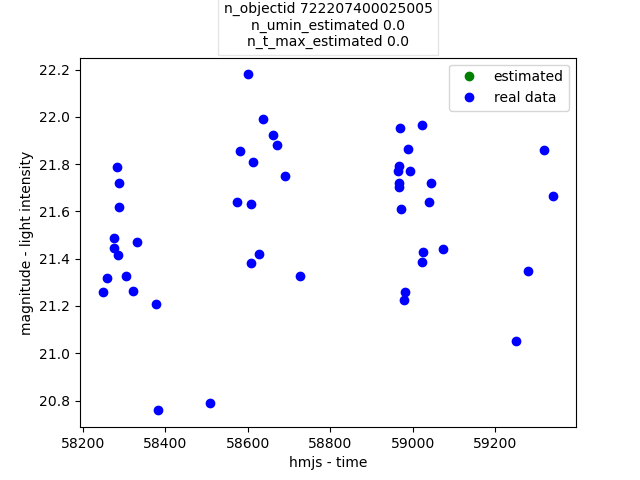 n_objectid 722207400025005
n_umin_estimated 0.0
n_t_max_estimated 0.0
estimated
real data
magnitude - light intensity
22.2
22.0
21.8
21.6
21.4
21.2
21.0
20.8
58200 58400 58600 58800 59000 59200
hmjs - time